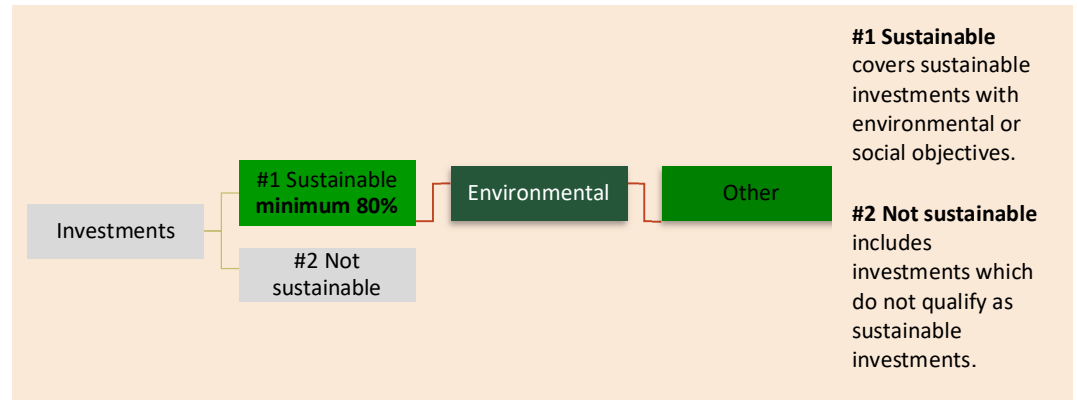 Investments
#1 Sustainable
minimum 80%
#2 Not
sustainable
Environmental
Other
#1 Sustainable
covers sustainable
investments with
environmental or
social objectives.
#2 Not sustainable
includes
investments which
do not qualify as
sustainable
investments.